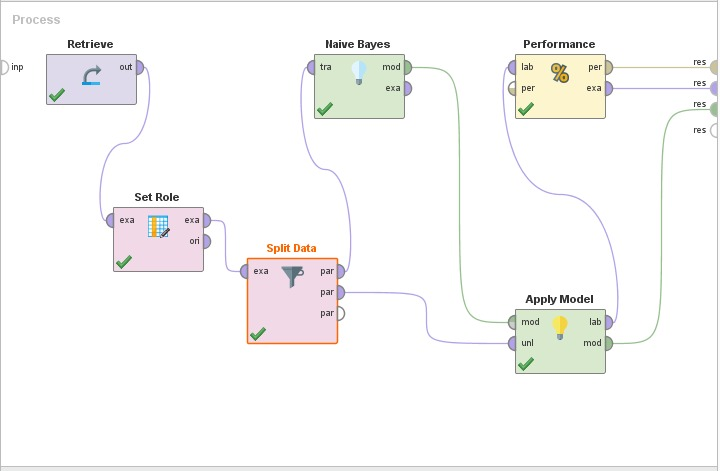 Process
Retrieve
Naive Bayes
Performance
inp
out
tra
mod
exa
lab
per
per
exa
res
res
res
res
Set Role
exa
exa
ori
Split Data
exa
par
par
par
Apply Model
mod
lab
unl
mod